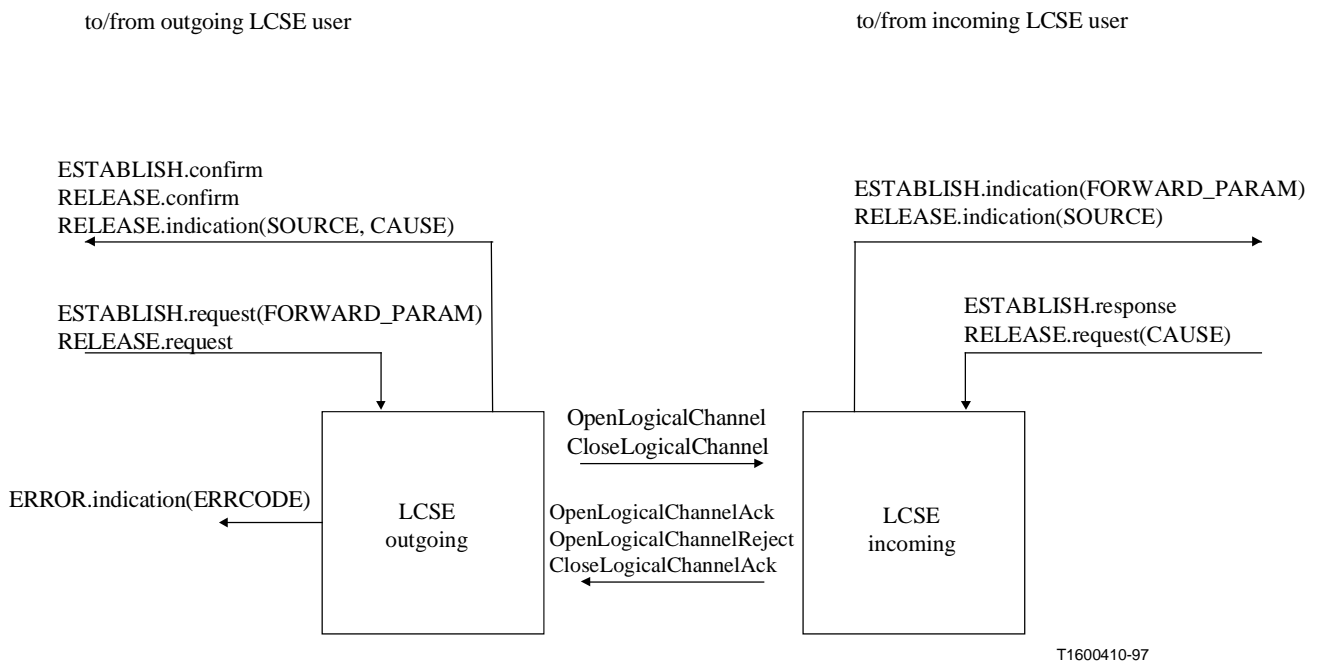 to/from outgoing LCSE user
to/from incoming LCSE user
ESTABLISH.confirm
RELEASE.confirm
RELEASE.indication(SOURCE, CAUSE)
ESTABLISH.indication(FORWARD_PARAM)
RELEASE.indication(SOURCE)
ESTABLISH.request(FORWARD_PARAM)
RELEASE.request
ESTABLISH.response
RELEASE.request(CAUSE)
OpenLogicalChannel
CloseLogicalChannel
ERROR.indication(ERRCODE)
LCSE
outgoing
OpenLogicalChannelAck
OpenLogicalChannelReject
CloseLogicalChannelAck
LCSE
incoming
T1600410-97